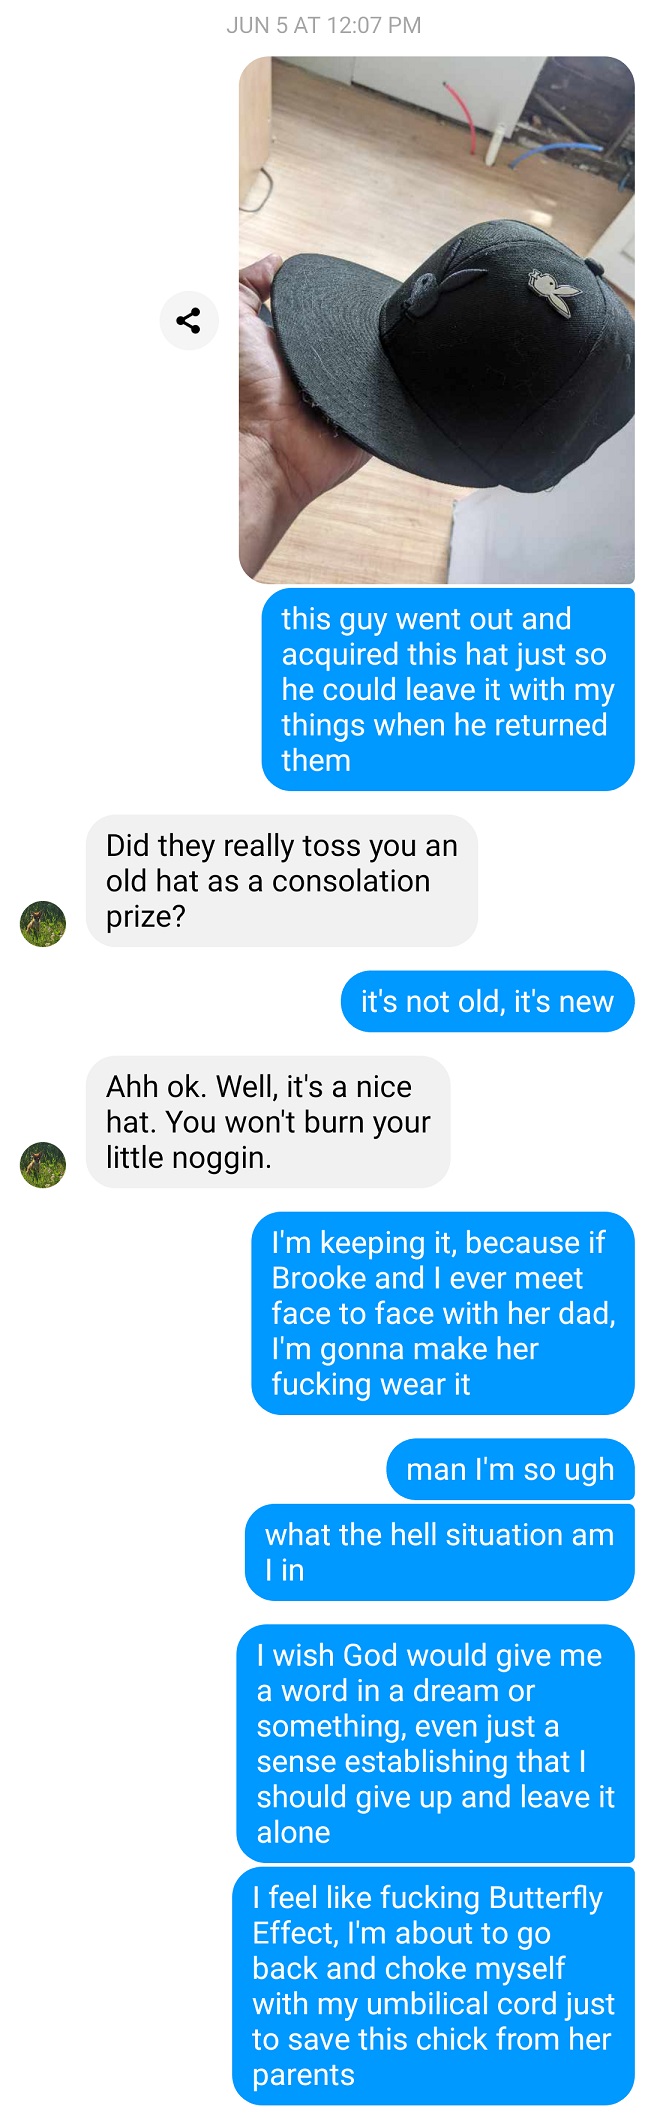 JUN 5 AT 12:07 PM
this guy went out and
acquired this hat just so
he could leave it with my
things when he returned
them
Did they really toss you an
old hat as a consolation
prize?
it's not old, it's new
Ahh ok. Well, it's a nice
hat. You won't burn your
little noggin.
I'm keeping it, because if
Brooke and I ever meet
face to face with her dad,
I'm gonna make her
fucking wear it
man I'm so ugh
what the hell situation am
I in
I wish God would give me
a word in a dream or
something, even just a
sense establishing that I
should give up and leave it
alone
I feel like fucking Butterfly
Effect, I'm about to go
back and choke myself
with my umbilical cord just
to save this chick from her
parents